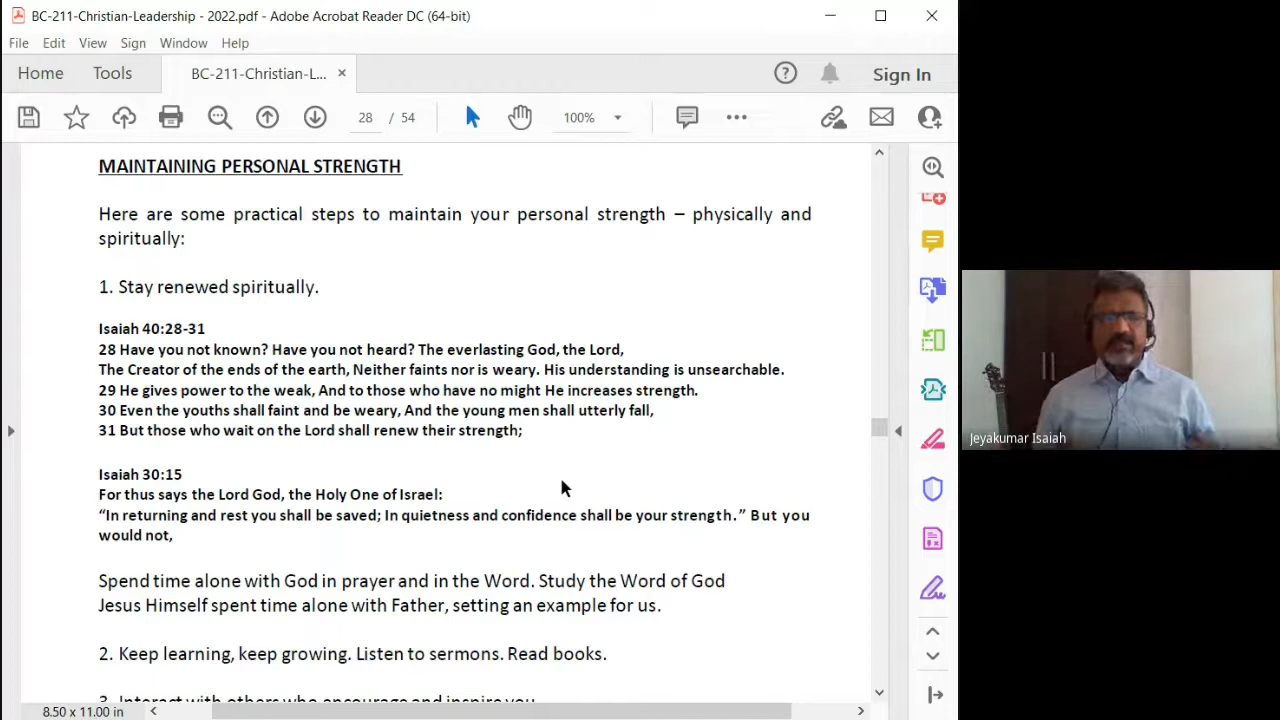 BC-211-Christian-Leadership - 2022.pdf - Adobe Acrobat Reader DC (64-bit)
File Edit View Sign Window Help
Home Tools BC-211-Christian-L... × Sign In
28 / 54 100%
MAINTAINING PERSONAL STRENGTH
Here are some practical steps to maintain your personal strength – physically and
spiritually:
1. Stay renewed spiritually.
Isaiah 40:28-31
28 Have you not known? Have you not heard? The everlasting God, the Lord,
The Creator of the ends of the earth, Neither faints nor is weary. His understanding is unsearchable.
29 He gives power to the weak, And to those who have no might He increases strength.
30 Even the youths shall faint and be weary, And the young men shall utterly fall,
31 But those who wait on the Lord shall renew their strength;
Isaiah 30:15
For thus says the Lord God, the Holy One of Israel:
“In returning and rest you shall be saved; In quietness and confidence shall be your strength.” But you
would not,
Spend time alone with God in prayer and in the Word. Study the Word of God
Jesus Himself spent time alone with Father, setting an example for us.
2. Keep learning, keep growing. Listen to sermons. Read books.
3. Interact with others who encourage and inspire you
8.50 x 11.00 in
Jeyakumar Isaiah